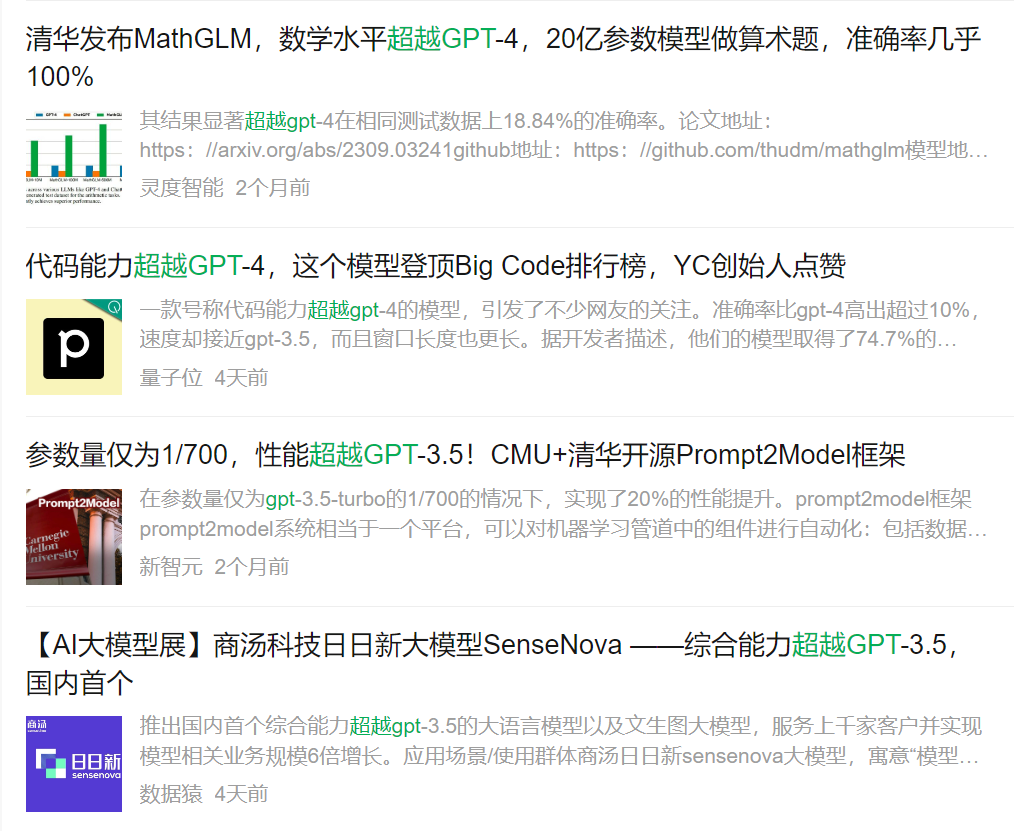 清华发布MathGLM，数学水平超越GPT-4，20亿参数模型做算术题，准确率几乎
100%
GPT-4 ChatGPT MathGL
其结果显著超越gpt-4在相同测试数据上18.84%的准确率。论文地址：
https：//arxiv.org/abs/2309.03241github地址：https：//github.com/thudm/mathglm模型地…
across various LLMs like GPT-4 and Chat
灵度智能 2个月前
代码能力超越GPT-4，这个模型登顶Big Code排行榜，YC创始人点赞
一款号称代码能力超越gpt-4的模型，引发了不少网友的关注。准确率比gpt-4高出超过10%，
速度却接近gpt-3.5，而且窗口长度也更长。据开发者描述，他们的模型取得了74.7%的…
p
量子位 4天前
参数量仅为1/700，性能超越GPT-3.5！CMU+清华开源Prompt2Model框架
Prompt2Model
在参数量仅为gpt-3.5-turbo的1/700的情况下，实现了20%的性能提升。prompt2model框架
prompt2model系统相当于一个平台，可以对机器学习管道中的组件进行自动化：包括数据…
Carnegie
Mellon
University
新智元 2个月前
【AI大模型展】商汤科技日日新大模型SenseNova ——综合能力超越GPT-3.5，
国内首个
商汤
推出国内首个综合能力超越gpt-3.5的大语言模型以及文生图大模型，服务上千家客户并实现
模型相关业务规模6倍增长。应用场景/使用群体商汤日日新sensenova大模型，寓意“模型…
日日新
sensenova
数据猿 4天前